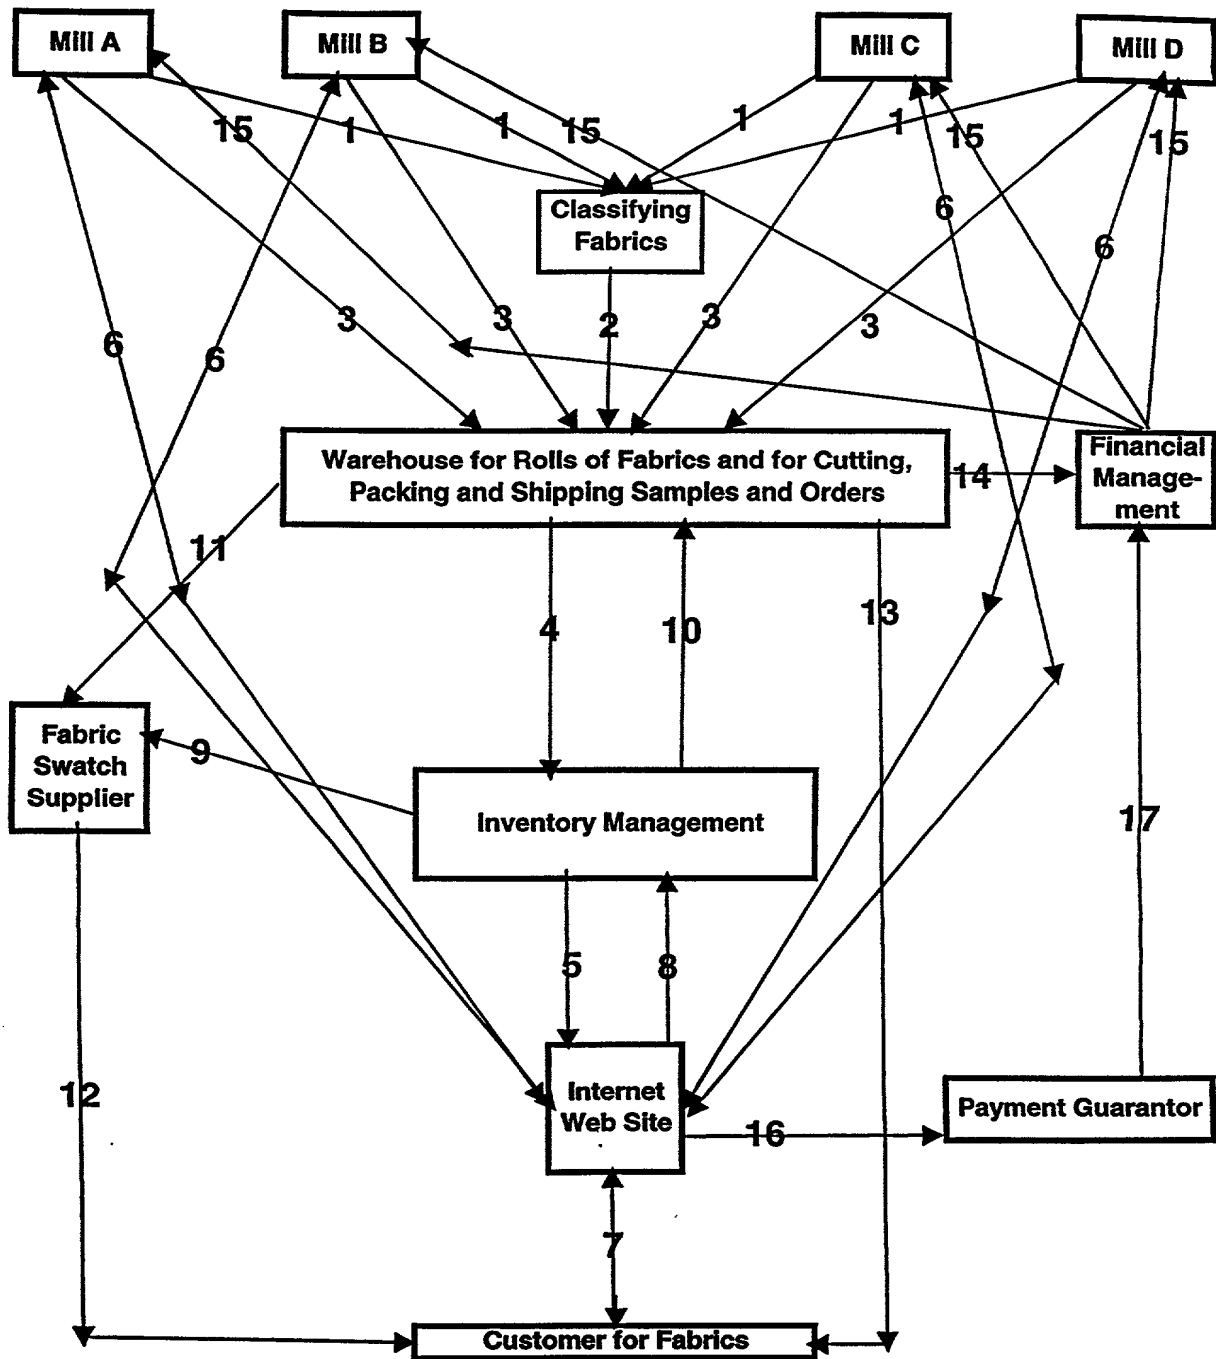 Mill A
Mill B
Mill C
Mill D
15
1
1
15
1
1
15
15
Classifying
Fabrics
6
6
3
3
2
3
3
6
6
Warehouse for Rolls of Fabrics and for Cutting,
Packing and Shipping Samples and Orders
14
Financial
Manage-
ment
11
4
10
13
Fabric
Swatch
Supplier
9
Inventory Management
17
5
8
12
Internet
Web Site
16
Payment Guarantor
7
Customer for Fabrics